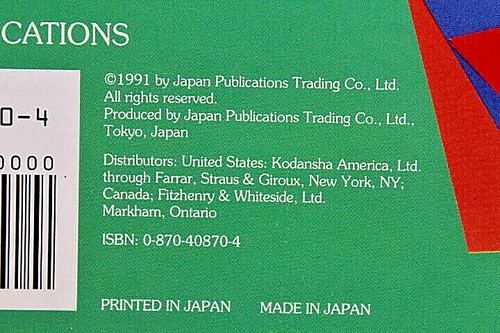 CATIONS
0-4
0000
©1991 by Japan Publications Trading Co., Ltd.
All rights reserved.
Produced by Japan Publications Trading Co., Ltd.,
Tokyo, Japan
Distributors: United States: Kodansha America, Ltd.
through Farrar, Straus & Giroux, New York, NY;
Canada; Fitzhenry & Whiteside, Ltd.
Markham, Ontario
ISBN: 0-870-40870-4
PRINTED IN JAPAN MADE IN JAPAN